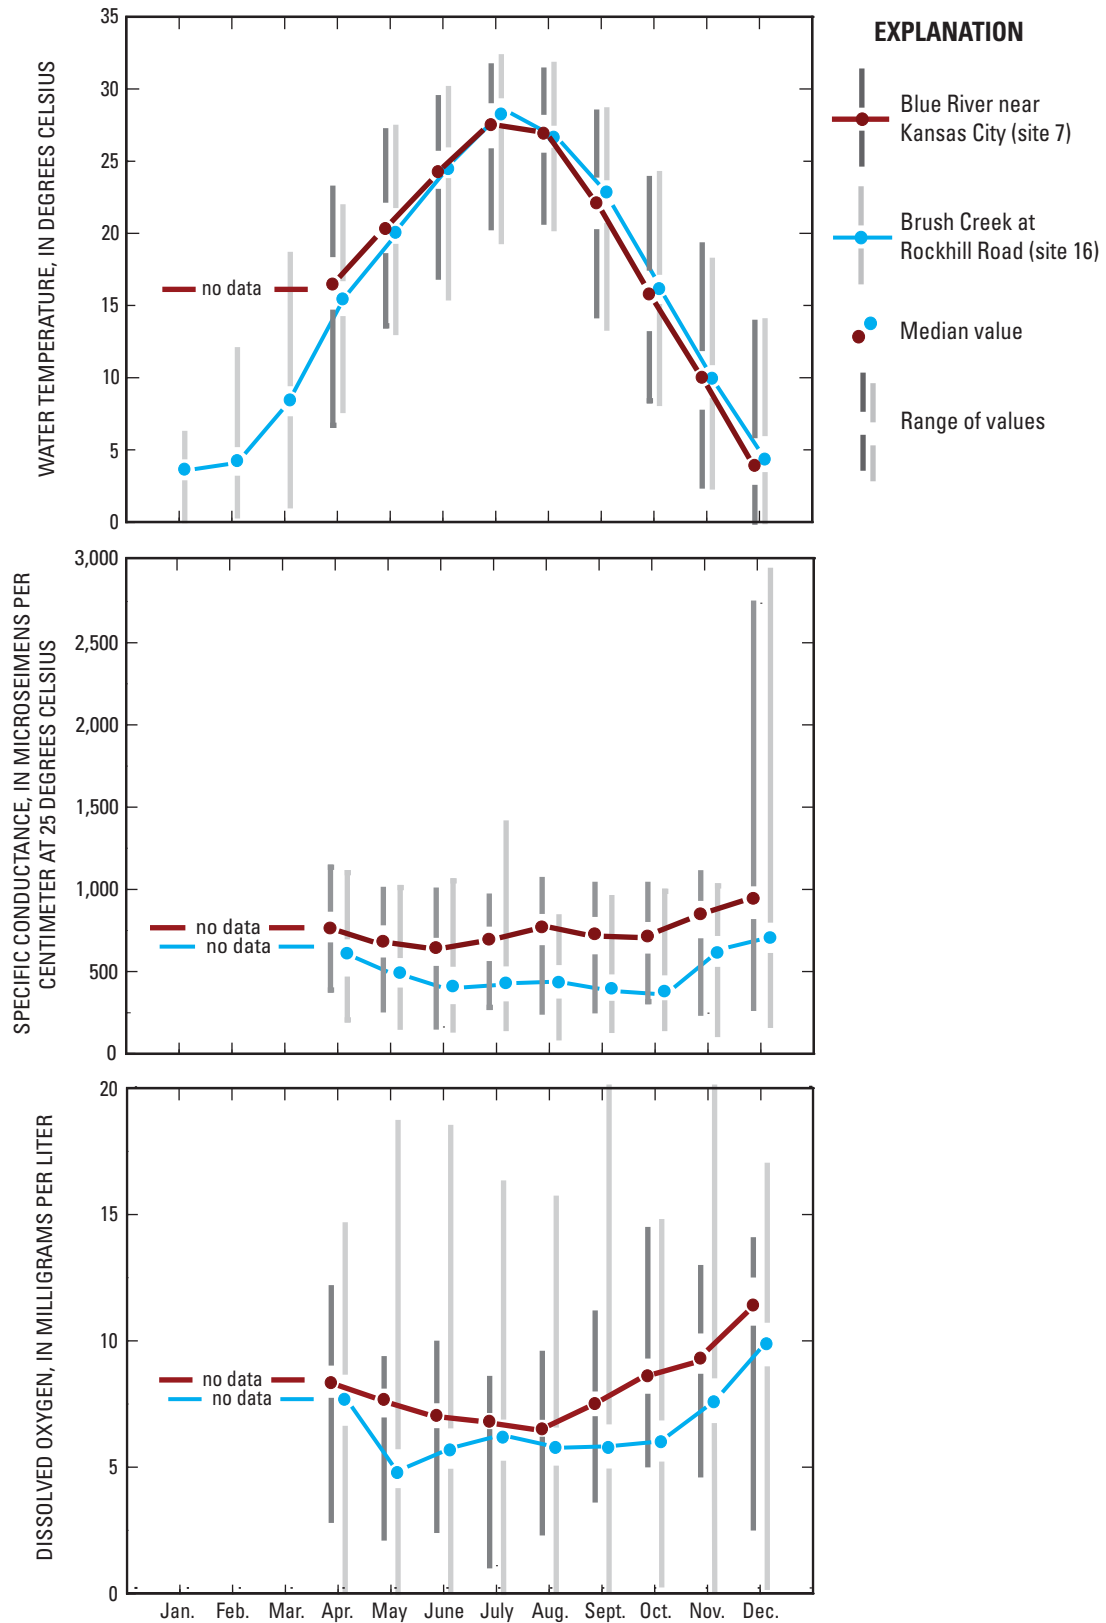 EXPLANATION
Blue River near
Kansas City (site 7)
Brush Creek at
Rockhill Road (site 16)
Median value
Range of values
WATER TEMPERATURE, IN DEGREES CELSIUS
35
30
25
20
15
10
5
0
no data
SPECIFIC CONDUCTANCE, IN MICROSEIMENS PER
CENTIMETER AT 25 DEGREES CELSIUS
3,000
2,500
2,000
1,500
1,000
500
0
no data
no data
DISSOLVED OXYGEN, IN MILLIGRAMS PER LITER
20
15
10
5
0
no data
no data
Jan. Feb. Mar. Apr. May June July Aug. Sept. Oct. Nov. Dec.